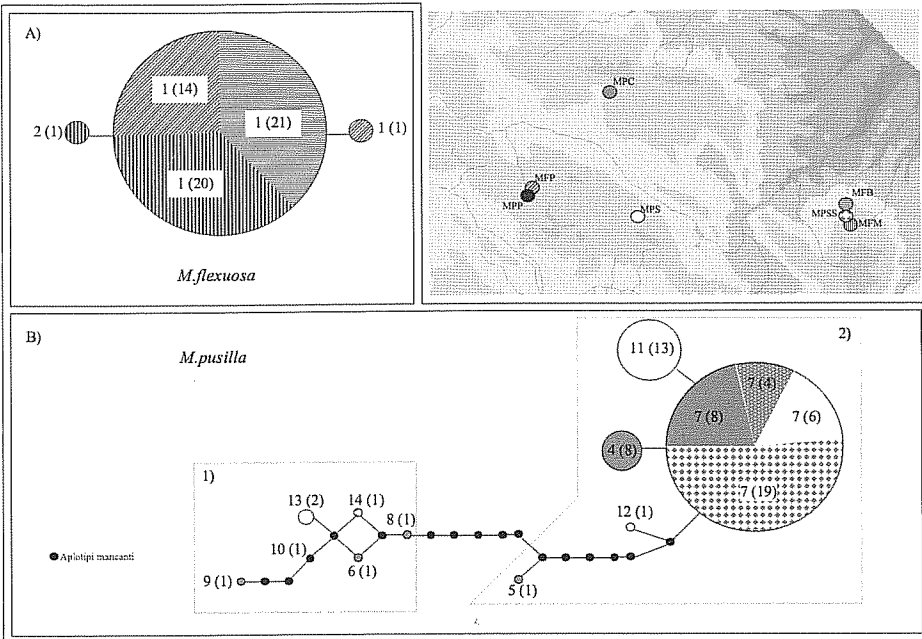 A)
1 (14)
1 (21)
2 (1)
1 (1)
1 (20)
M.flexuosa
MPC
MFP
MPP
MPS
MFB
MPSS
MFM
B)
M.pusilla
2)
11 (13)
7 (4)
7 (8)
7 (6)
4 (8)
7 (19)
1)
13 (2)
14 (1)
8 (1)
12 (1)
10 (1)
6 (1)
9 (1)
5 (1)
Aplotipi mancanti